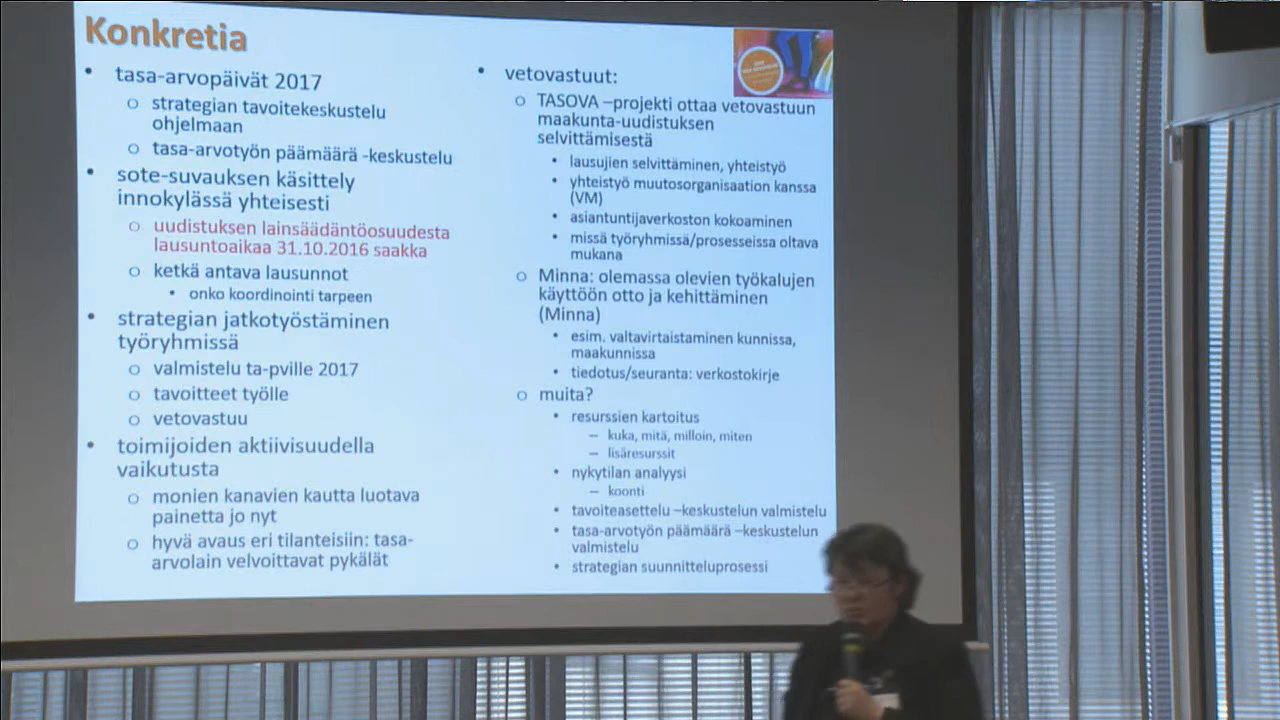 Konkretia
• tasa-arvopäivät 2017
o strategian tavoitekeskustelu
ohjelmaan
o tasa-arvotyön päämäärä -keskustelu
• sote-suvauksen käsittely
innokylässä yhteisesti
o uudistuksen lainsäädäntöosuudesta
lausuntoaikaa 31.10.2016 saakka
o ketkä antava lausunnot
• onko koordinointi tarpeen
• strategian jatkotyöstäminen
työryhmissä
o valmistelu ta-pville 2017
o tavoitteet työlle
o vetovastuu
• toimijoiden aktiivisuudella
vaikutusta
o monien kanavien kautta luotava
painetta jo nyt
o hyvä avaus eri tilanteisiin: tasa-
arvolain velvoittavat pykälät
• vetovastuut:
o TASOVA –projekti ottaa vetovastuun
maakunta-uudistuksen
selvittämisestä
• lausujien selvittäminen, yhteistyö
• yhteistyö muutosorganisaation kanssa
(VM)
• asiantuntijaverkoston kokoaminen
• missä työryhmissä/prosesseissa oltava
mukana
o Minna: olemassa olevien työkalujen
käyttöön otto ja kehittäminen
(Minna)
• esim. valtavirtaistaminen kunnissa,
maakunnissa
• tiedotus/seuranta: verkostokirje
o muita?
• resurssien kartoitus
– kuka, mitä, milloin, miten
– lisäresurssit
• nykytilan analyysi
– koonti
• tavoiteasettelu –keskustelun valmistelu
• tasa-arvotyön päämäärä –keskustelun
valmistelu
• strategian suunnitteluprosessi